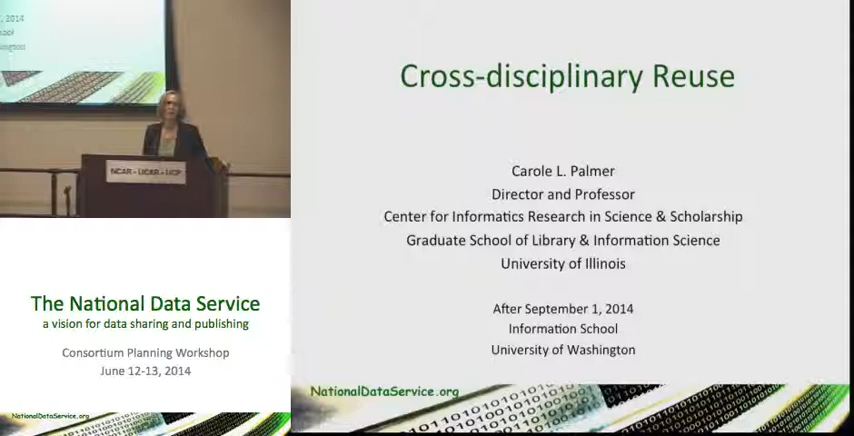 , 2014
NCAR - UCAR - UCP
The National Data Service
a vision for data sharing and publishing
Consortium Planning Workshop
June 12-13, 2014
NationalDataService.org
Cross-disciplinary Reuse
Carole L. Palmer
Director and Professor
Center for Informatics Research in Science & Scholarship
Graduate School of Library & Information Science
University of Illinois
After September 1, 2014
Information School
University of Washington
NationalDataService.org